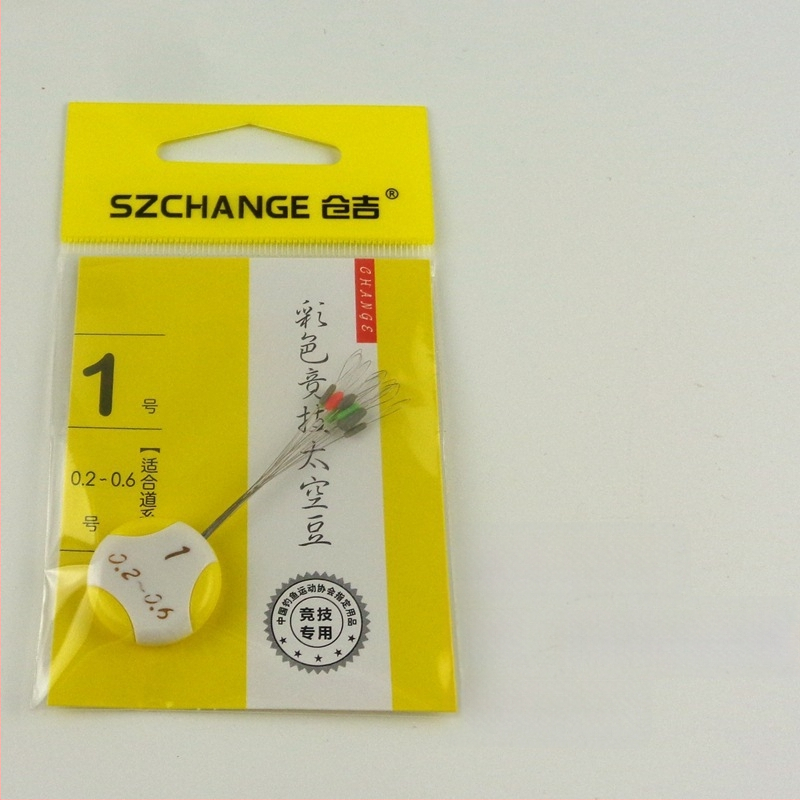 SZCHANGE 仓吉®
CHANGE
彩色竞技太空豆
1号
0.2-0.6
号
【适合道
1
0.2-0.6
中国钓鱼运动协会指定用品
竞技
专用